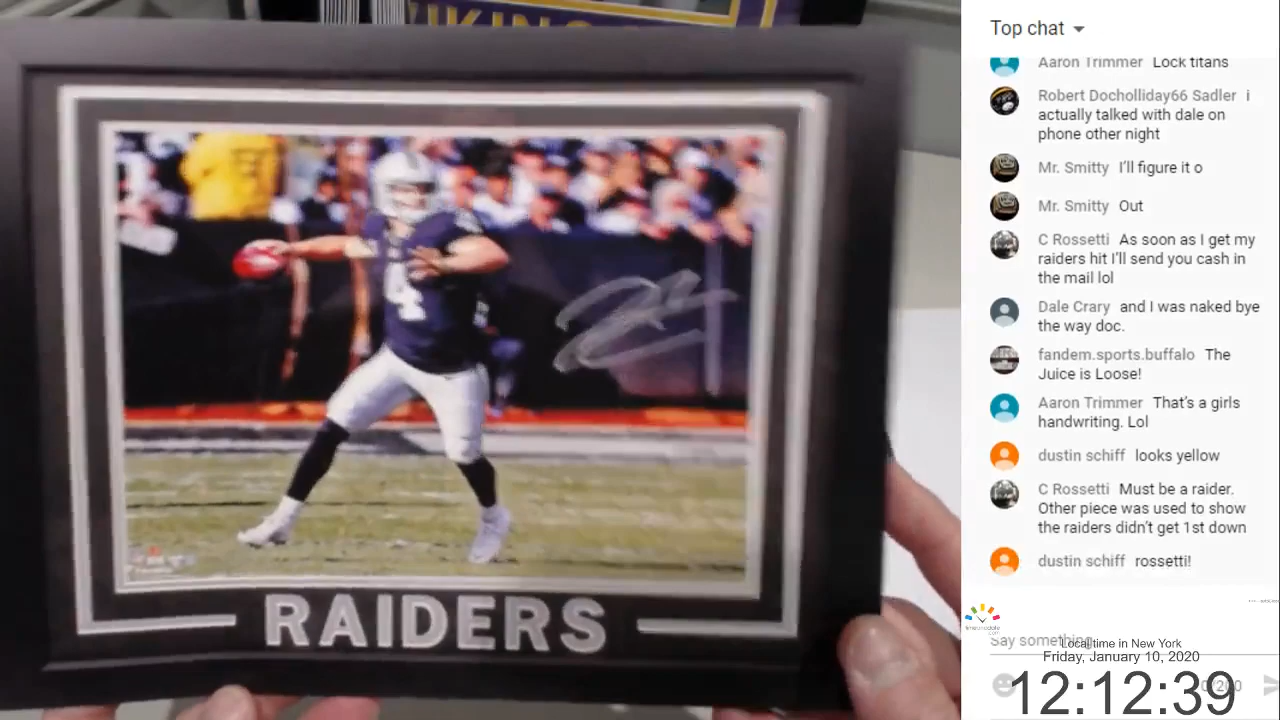 VIKINGS
4
RAIDERS
Top chat
Aaron Trimmer Lock titans
Robert Docholliday66 Sadler i
actually talked with dale on
phone other night
Mr. Smitty I'll figure it o
Mr. Smitty Out
C Rossetti As soon as I get my
raiders hit I'll send you cash in
the mail lol
Dale Crary and I was naked bye
the way doc.
fandem.sports.buffalo The
Juice is Loose!
Aaron Trimmer That's a girls
handwriting. Lol
dustin schiff looks yellow
C Rossetti Must be a raider.
Other piece was used to show
the raiders didn't get 1st down
dustin schiff rossetti!
Say something...
Local time in New York
Friday, January 10, 2020
0/200
12:12:39